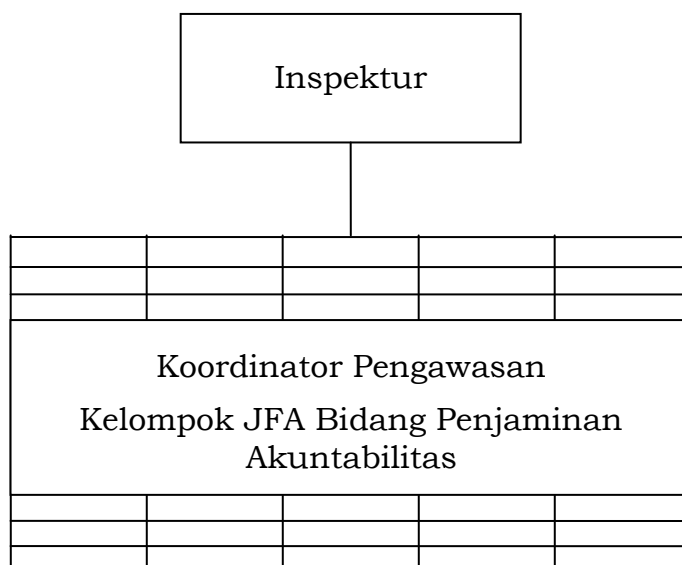 Inspektur
Koordinator Pengawasan
Kelompok JFA Bidang Penjaminan
Akuntabilitas